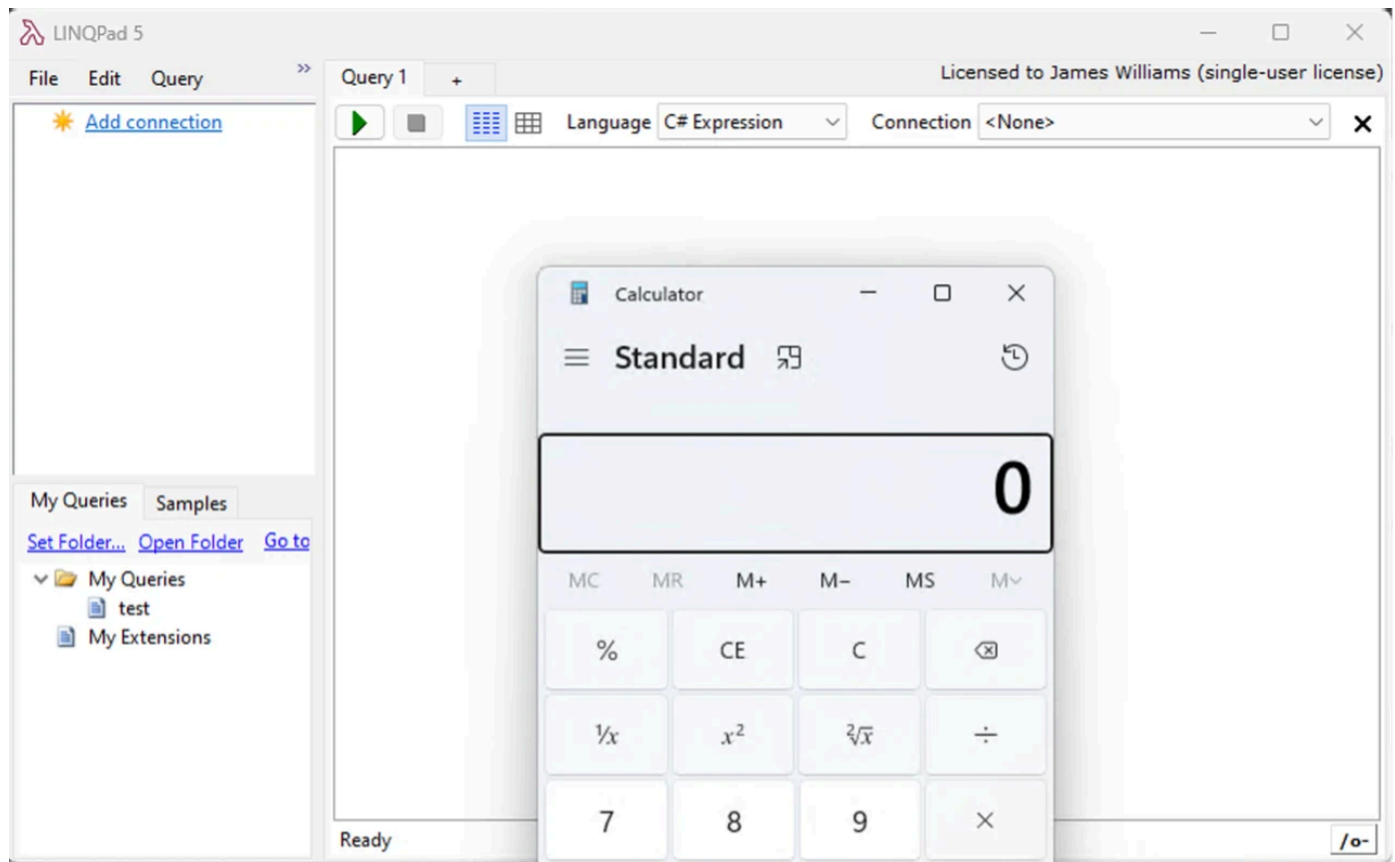 LINQPad 5
File Edit Query »
Query 1 +
Licensed to James Williams (single-user license)
Add connection
Language C# Expression Connection <None>
Calculator
Standard
0
MC MR M+ M− MS M
% CE C
⅟x x² ²√x ÷
7 8 9 ×
My Queries Samples
Set Folder... Open Folder Go to
My Queries
test
My Extensions
Ready
/o-